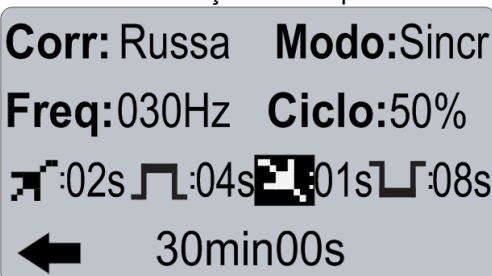 Corr: Russa Modo:Sincr
Freq:030Hz Ciclo:50%
:02s :04s :01s :08s
30min00s